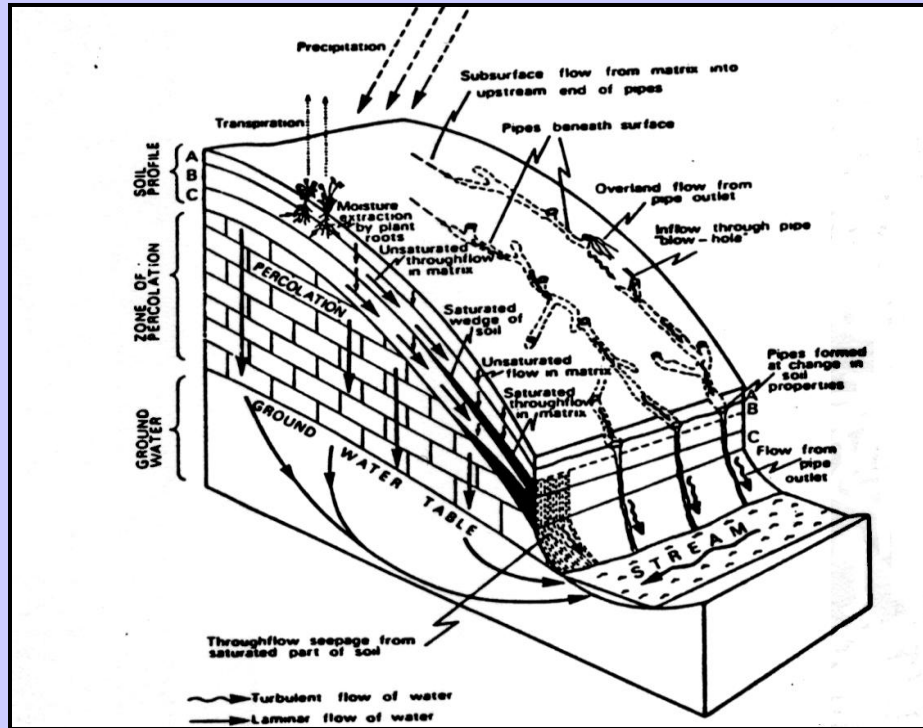 Precipitation
Subsurface flow from matrix into
upstream end of pipes
Transpiration
Pipes beneath surface
SOIL
PROFILE
A
B
C
Overland flow from
pipe outlet
Moisture
extraction
by plant
roots
Inflow through pipe
"blow-hole"
Unsaturated
throughflow
in matrix
ZONE OF
PERCOLATION
PERCOLATION
Saturated
wedge of
soil
Unsaturated
flow in matrix
Pipes formed
at change in
soil
properties
Saturated
throughflow
in matrix
A
B
C
GROUND
WATER
GROUND WATER TABLE
Flow from
pipe
outlet
STREAM
Throughflow seepage from
saturated part of soil
Turbulent flow of water
Laminar flow of water